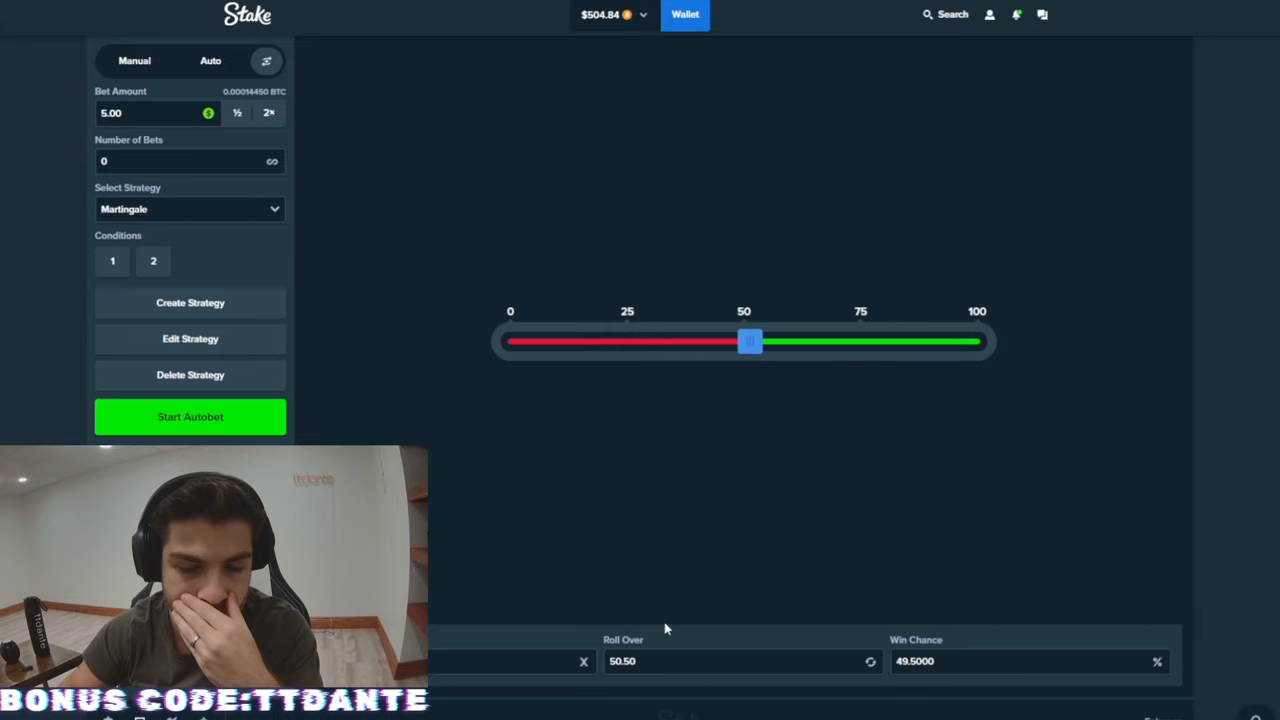 Stake
$504.84
Wallet
Search
Manual
Auto
Bet Amount
0.00014450 BTC
5.00
½
2×
Number of Bets
0
Select Strategy
Martingale
Conditions
1
2
Create Strategy
Edit Strategy
Delete Strategy
Start Autobet
0
25
50
75
100
ttdante
ttdante
Roll Over
Win Chance
50.50
49.5000
%
BONUS CODE:TTDANTE